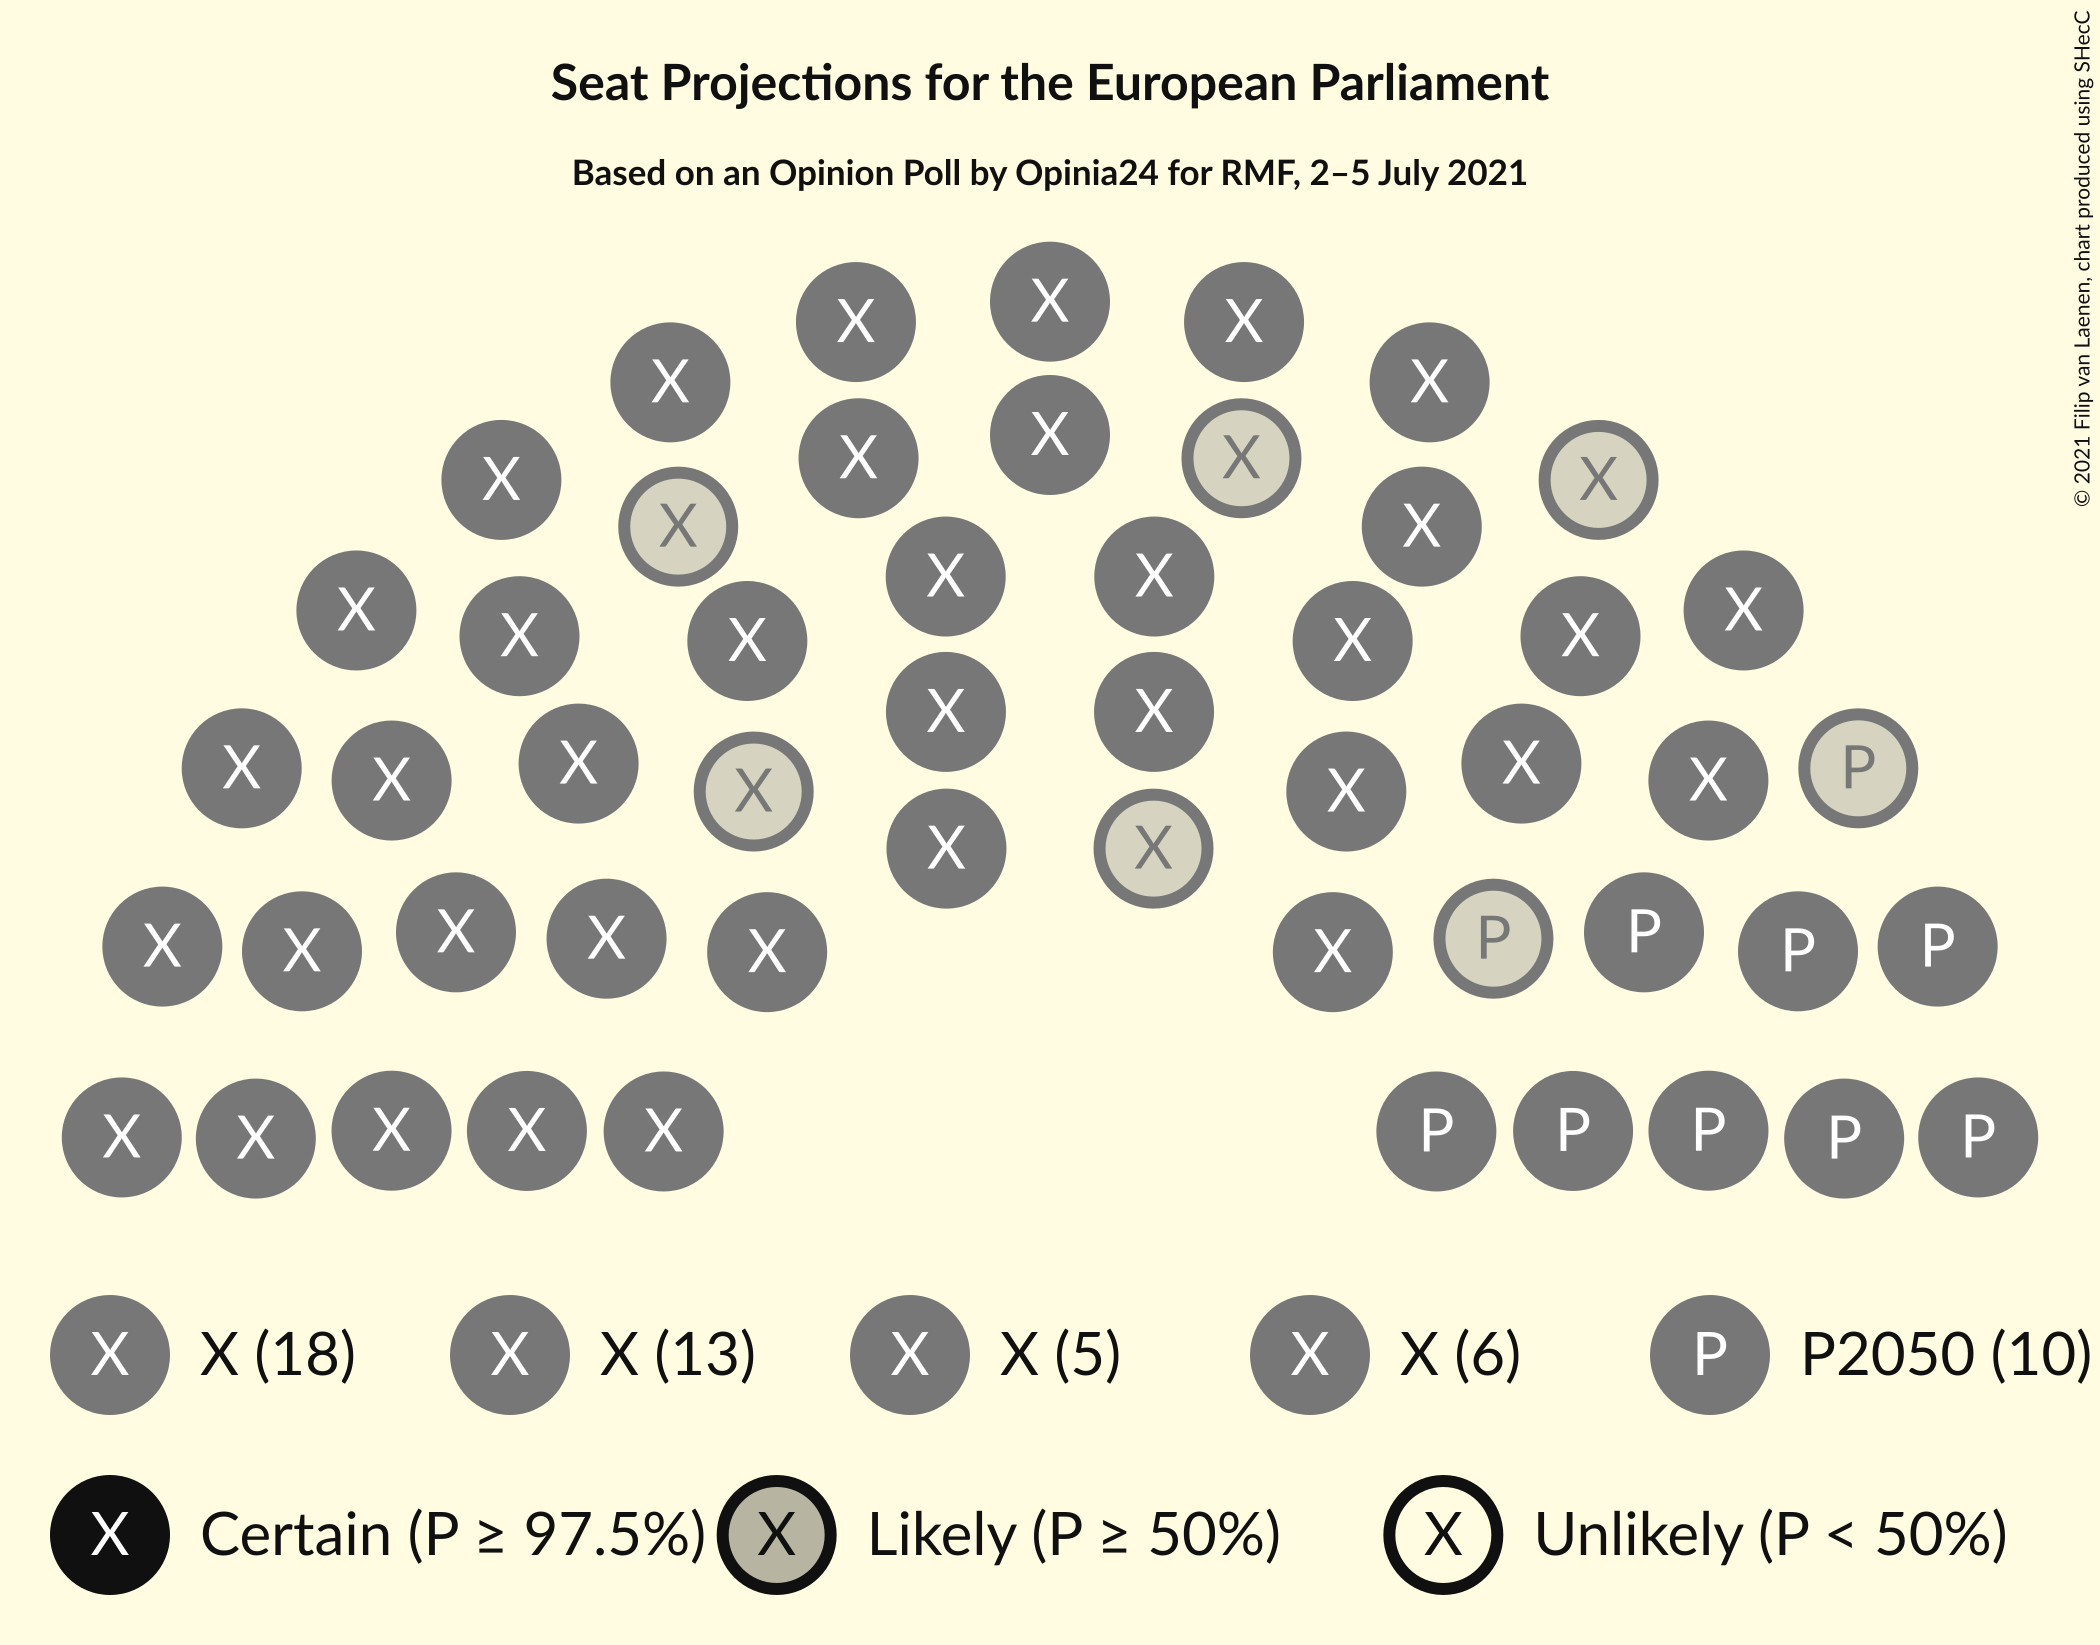 Seat Projections for the European Parliament
Based on an Opinion Poll by Opinia24 for RMF, 2–5 July 2021
© 2021 Filip van Laenen, chart produced using SHecC
X
X X
X X
X
X X
X X
X X
X X
X X
X X
X X X X
X X
X X
X X X P
X X X X
X X
X X X X X X P P P P
X X X X X P P P P P
X X (18) X X (13) X X (5) X X (6) P P2050 (10)
X Certain (P ≥ 97.5%) X Likely (P ≥ 50%) X Unlikely (P < 50%)